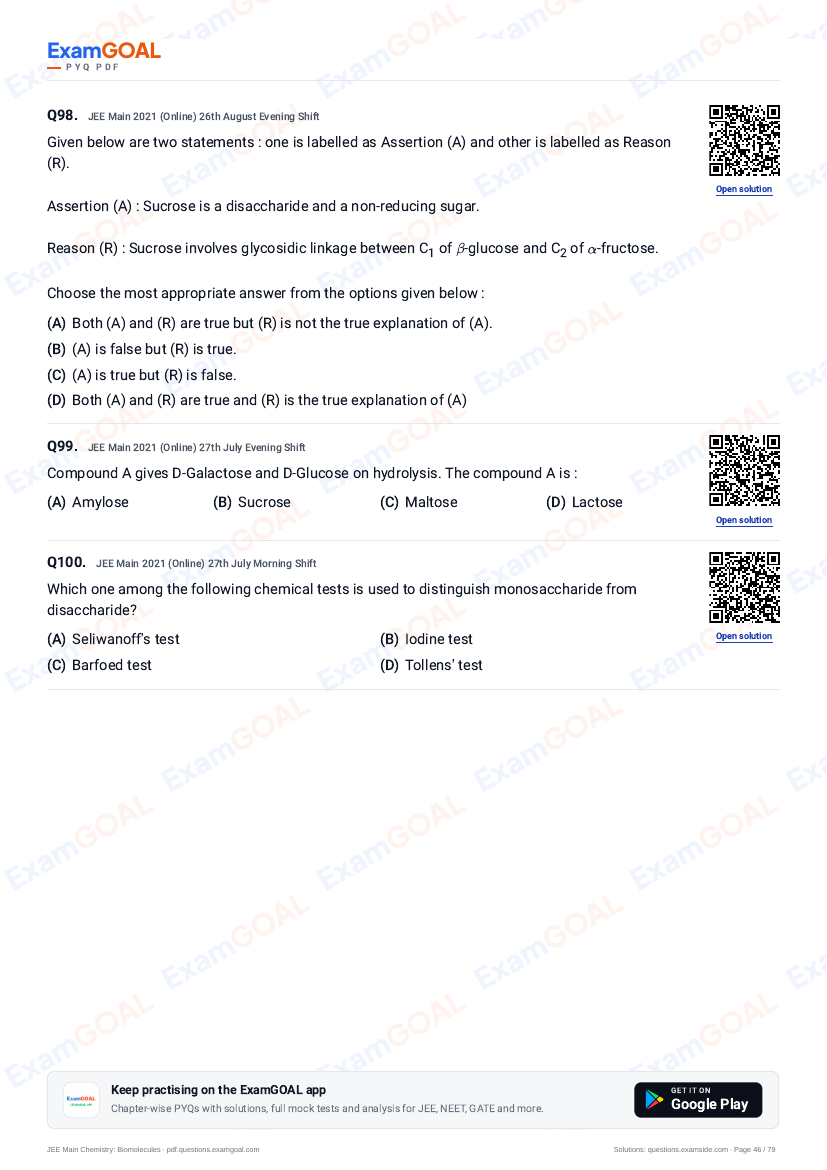 ExamGOAL
PYQ PDF
Q98. JEE Main 2021 (Online) 26th August Evening Shift
Given below are two statements : one is labelled as Assertion (A) and other is labelled as Reason
(R).
Open solution
Assertion (A) : Sucrose is a disaccharide and a non-reducing sugar.
Reason (R) : Sucrose involves glycosidic linkage between C₁ of β-glucose and C₂ of α-fructose.
Choose the most appropriate answer from the options given below :
(A) Both (A) and (R) are true but (R) is not the true explanation of (A).
(B) (A) is false but (R) is true.
(C) (A) is true but (R) is false.
(D) Both (A) and (R) are true and (R) is the true explanation of (A)
Q99. JEE Main 2021 (Online) 27th July Evening Shift
Compound A gives D-Galactose and D-Glucose on hydrolysis. The compound A is :
(A) Amylose (B) Sucrose (C) Maltose (D) Lactose
Open solution
Q100. JEE Main 2021 (Online) 27th July Morning Shift
Which one among the following chemical tests is used to distinguish monosaccharide from
disaccharide?
(A) Seliwanoff's test (B) Iodine test
Open solution
(C) Barfoed test (D) Tollens' test
Keep practising on the ExamGOAL app
Chapter-wise PYQs with solutions, full mock tests and analysis for JEE, NEET, GATE and more.
GET IT ON
Google Play
JEE Main Chemistry: Biomolecules · pdf.questions.examgoal.com
Solutions: questions.examside.com · Page 46 / 79